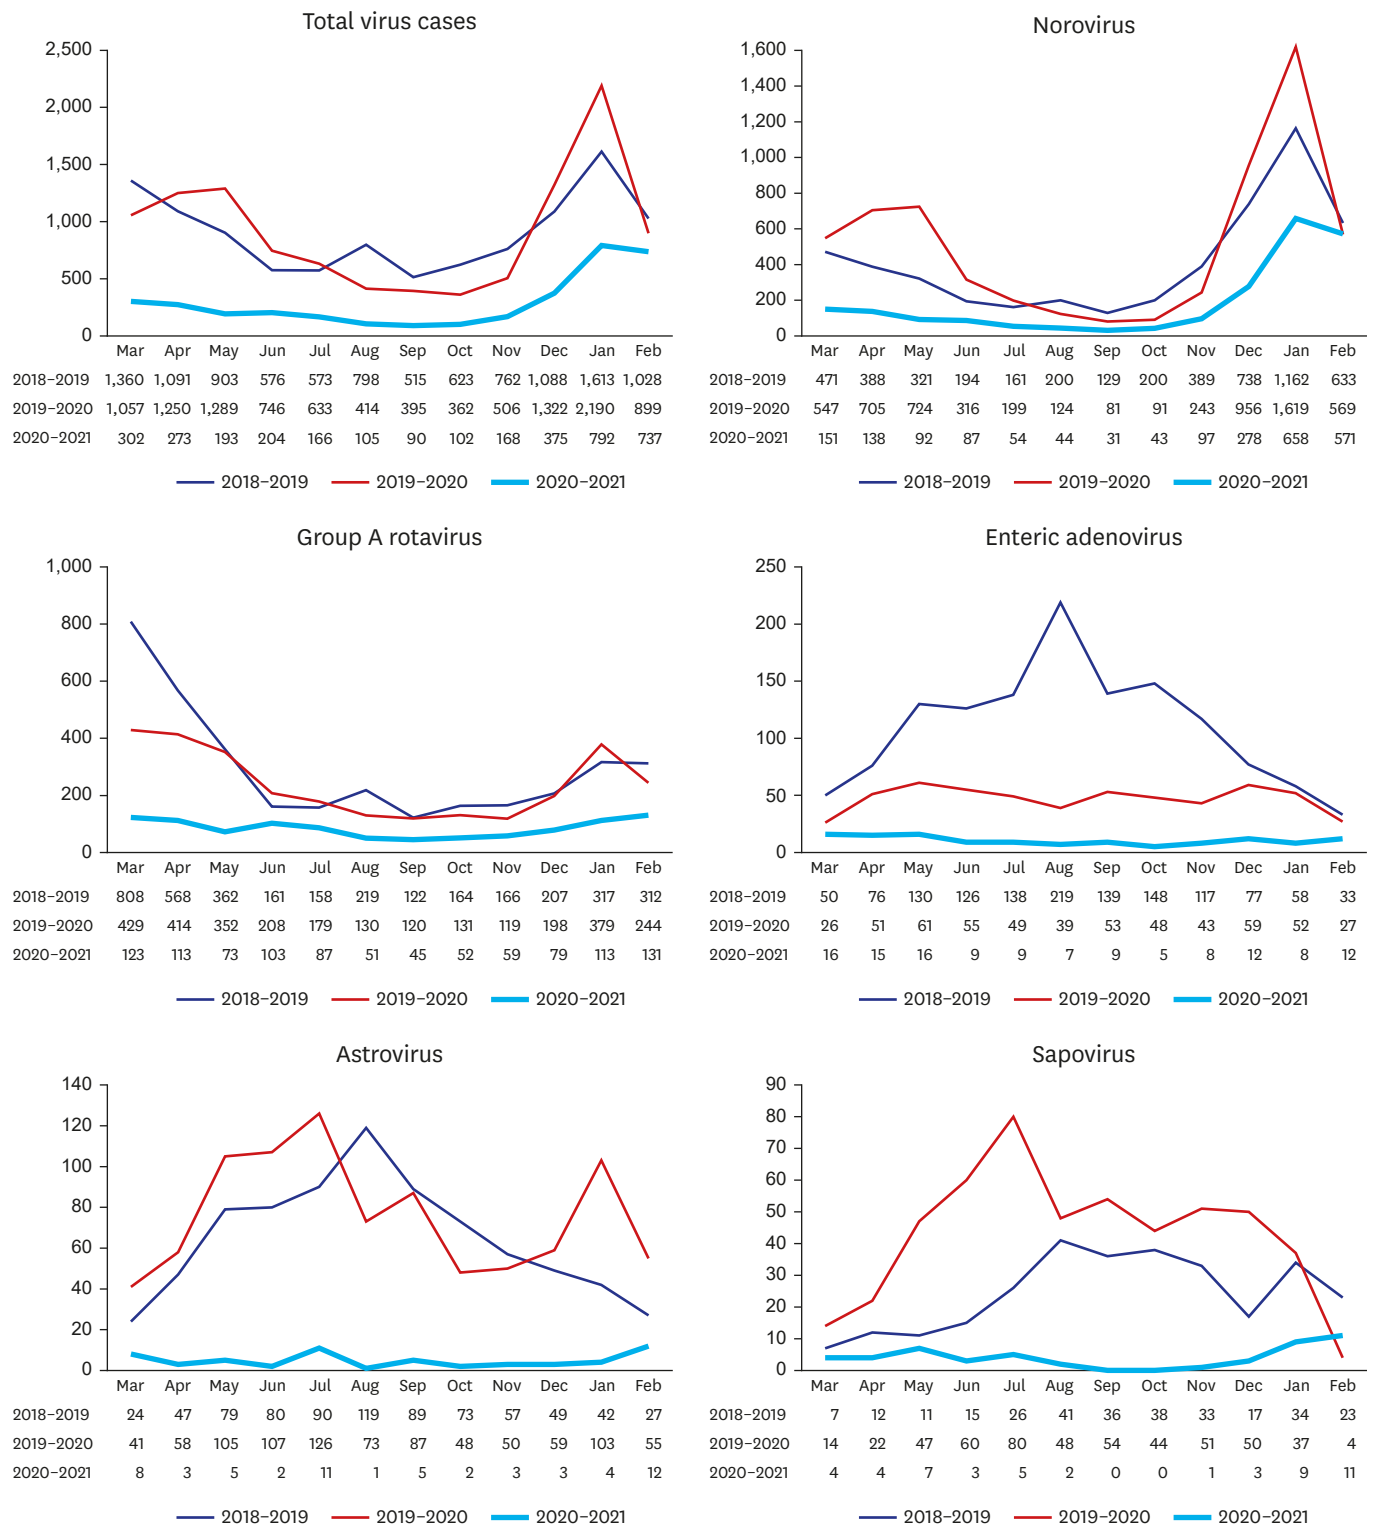 Total virus cases
2,500
2,000
1,500
1,000
500
0
Mar Apr May Jun Jul Aug Sep Oct Nov Dec Jan Feb
2018–2019 1,360 1,091 903 576 573 798 515 623 762 1,088 1,613 1,028
2019–2020 1,057 1,250 1,289 746 633 414 395 362 506 1,322 2,190 899
2020–2021 302 273 193 204 166 105 90 102 168 375 792 737
2018–2019 2019–2020 2020–2021
Norovirus
1,600
1,400
1,200
1,000
800
600
400
200
0
Mar Apr May Jun Jul Aug Sep Oct Nov Dec Jan Feb
2018–2019 471 388 321 194 161 200 129 200 389 738 1,162 633
2019–2020 547 705 724 316 199 124 81 91 243 956 1,619 569
2020–2021 151 138 92 87 54 44 31 43 97 278 658 571
2018–2019 2019–2020 2020–2021
Group A rotavirus
1,000
800
600
400
200
0
Mar Apr May Jun Jul Aug Sep Oct Nov Dec Jan Feb
2018–2019 808 568 362 161 158 219 122 164 166 207 317 312
2019–2020 429 414 352 208 179 130 120 131 119 198 379 244
2020–2021 123 113 73 103 87 51 45 52 59 79 113 131
2018–2019 2019–2020 2020–2021
Enteric adenovirus
250
200
150
100
50
0
Mar Apr May Jun Jul Aug Sep Oct Nov Dec Jan Feb
2018–2019 50 76 130 126 138 219 139 148 117 77 58 33
2019–2020 26 51 61 55 49 39 53 48 43 59 52 27
2020–2021 16 15 16 9 9 7 9 5 8 12 8 12
2018–2019 2019–2020 2020–2021
Astrovirus
140
120
100
80
60
40
20
0
Mar Apr May Jun Jul Aug Sep Oct Nov Dec Jan Feb
2018–2019 24 47 79 80 90 119 89 73 57 49 42 27
2019–2020 41 58 105 107 126 73 87 48 50 59 103 55
2020–2021 8 3 5 2 11 1 5 2 3 3 4 12
2018–2019 2019–2020 2020–2021
Sapovirus
90
80
70
60
50
40
30
20
10
0
Mar Apr May Jun Jul Aug Sep Oct Nov Dec Jan Feb
2018–2019 7 12 11 15 26 41 36 38 33 17 34 23
2019–2020 14 22 47 60 80 48 54 44 51 50 37 4
2020–2021 4 4 7 3 5 2 0 0 1 3 9 11
2018–2019 2019–2020 2020–2021